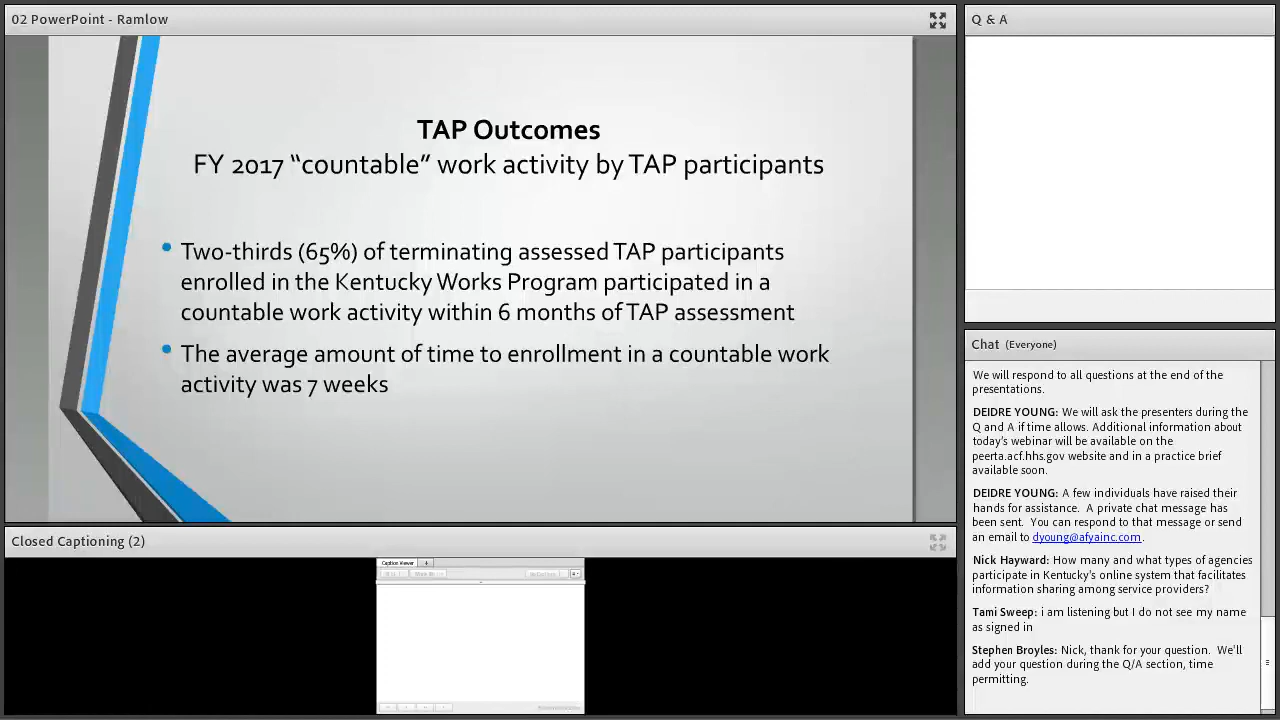 02 PowerPoint - Ramlow
TAP Outcomes
FY 2017 “countable” work activity by TAP participants
Two-thirds (65%) of terminating assessed TAP participants
enrolled in the Kentucky Works Program participated in a
countable work activity within 6 months of TAP assessment
The average amount of time to enrollment in a countable work
activity was 7 weeks
Closed Captioning (2)
Caption Viewer
Q & A
Chat (Everyone)
We will respond to all questions at the end of the
presentations.
DEIDRE YOUNG: We will ask the presenters during the
Q and A if time allows. Additional information about
today's webinar will be available on the
peerta.acf.hhs.gov website and in a practice brief
available soon.
DEIDRE YOUNG: A few individuals have raised their
hands for assistance. A private chat message has
been sent. You can respond to that message or send
an email to dyoung@afyainc.com.
Nick Hayward: How many and what types of agencies
participate in Kentucky's online system that facilitates
information sharing among service providers?
Tami Sweep: i am listening but I do not see my name
as signed in
Stephen Broyles: Nick, thank for your question. We'll
add your question during the Q/A section, time
permitting.